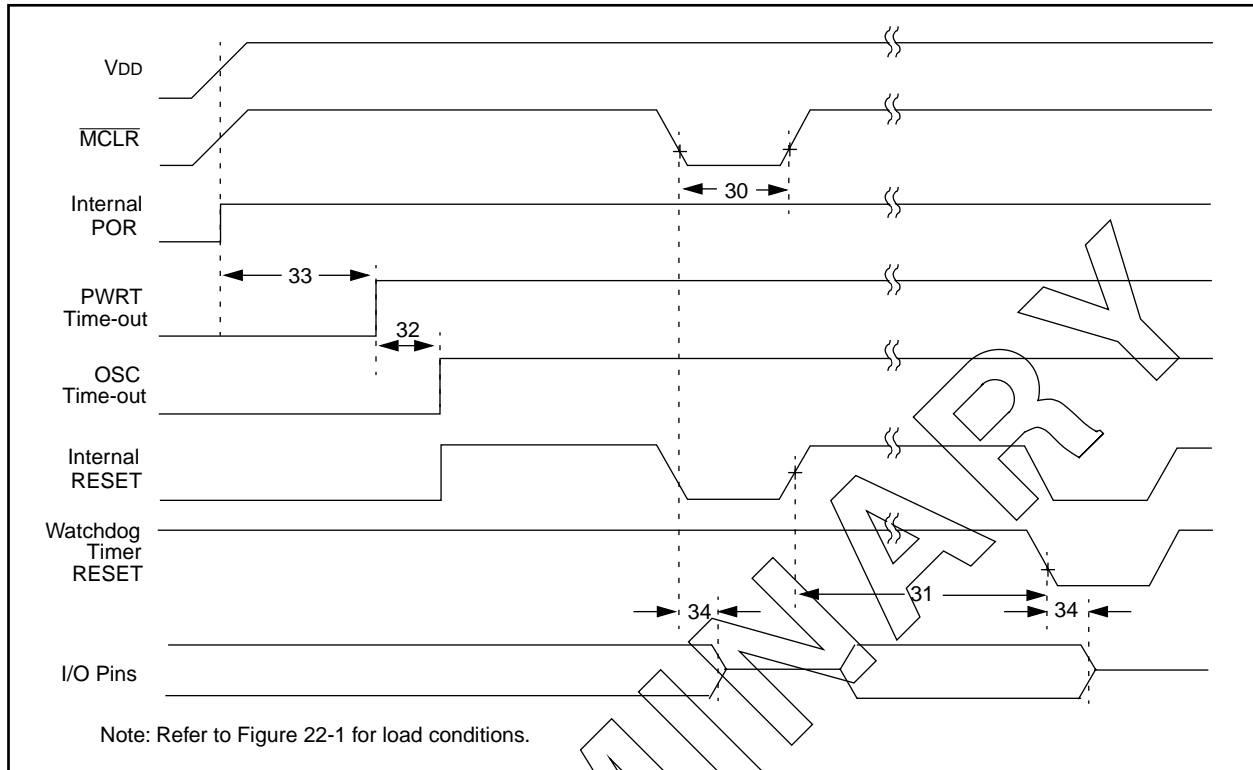 VDD
MCLR
30
Internal
POR
33
PWRT
Time-out
32
OSC
Time-out
Internal
RESET
Watchdog
Timer
RESET
31
34
34
I/O Pins
Note: Refer to Figure 22-1 for load conditions.
INARY